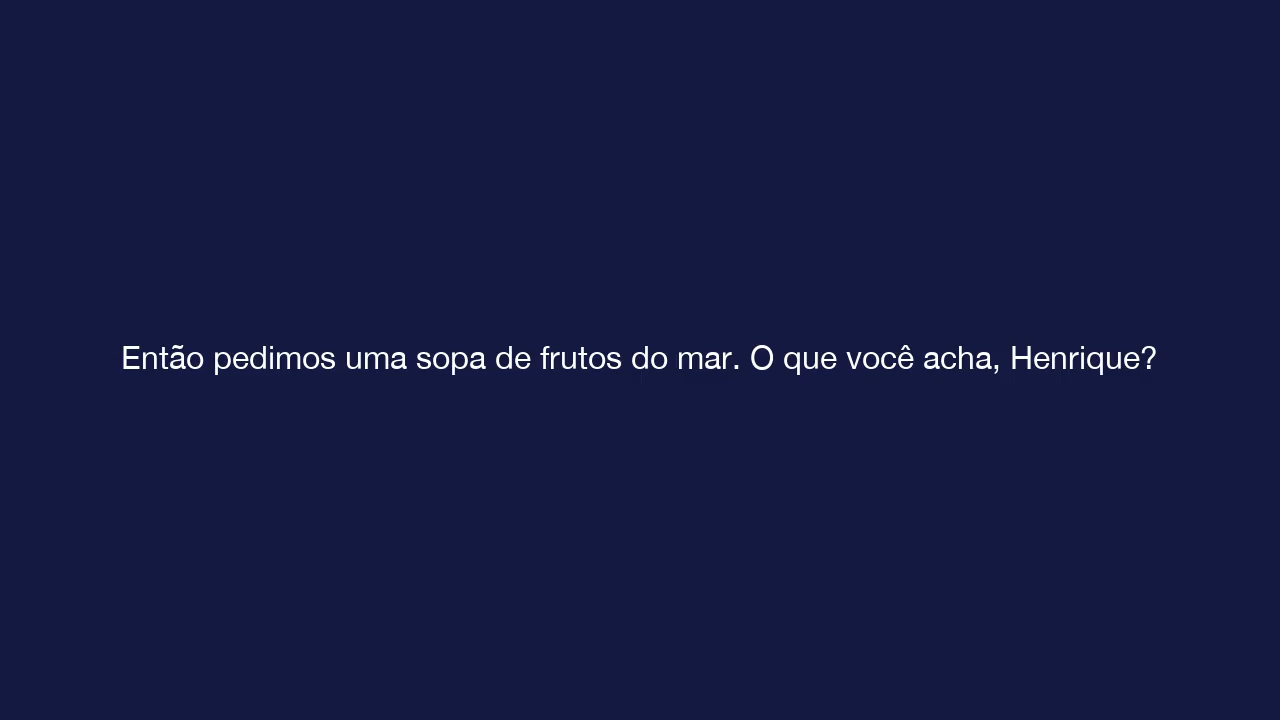 Então pedimos uma sopa de frutos do mar. O que você acha, Henrique?